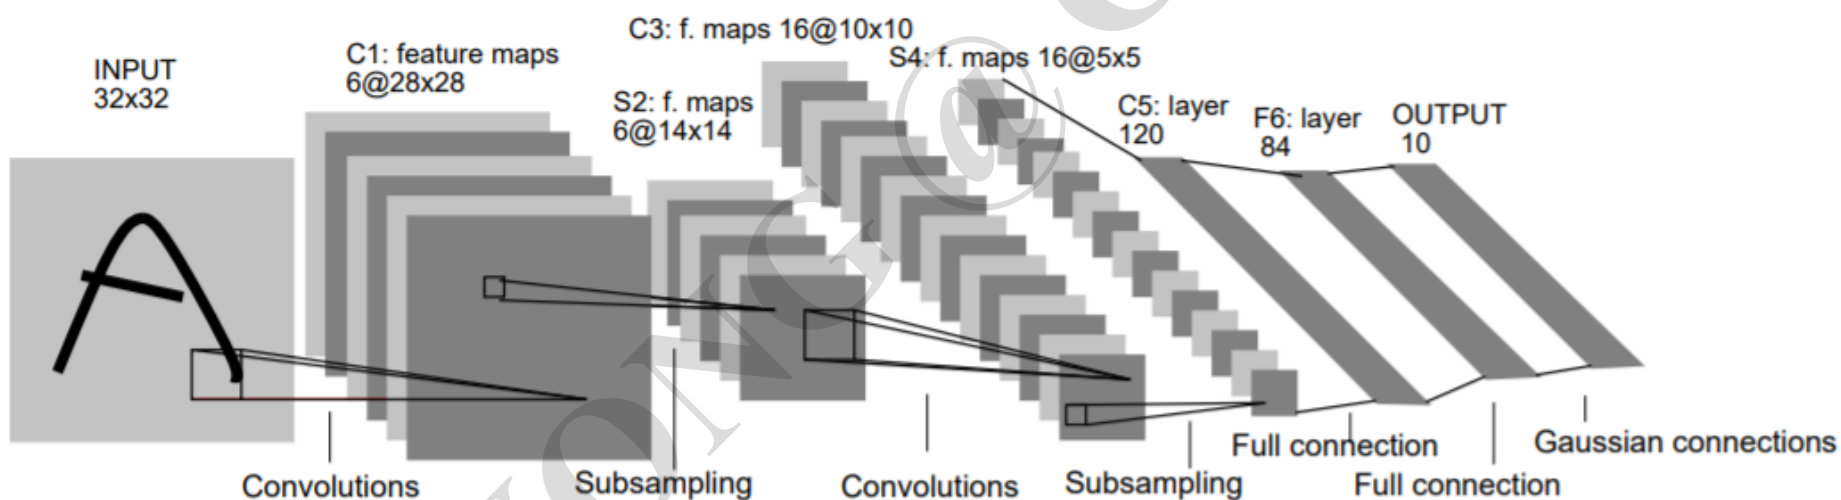 INPUT
32x32
C1: feature maps
6@28x28
S2: f. maps
6@14x14
C3: f. maps 16@10x10
S4: f. maps 16@5x5
C5: layer
120
F6: layer
84
OUTPUT
10
Convolutions
Subsampling
Convolutions
Subsampling
Full connection
Full connection
Gaussian connections